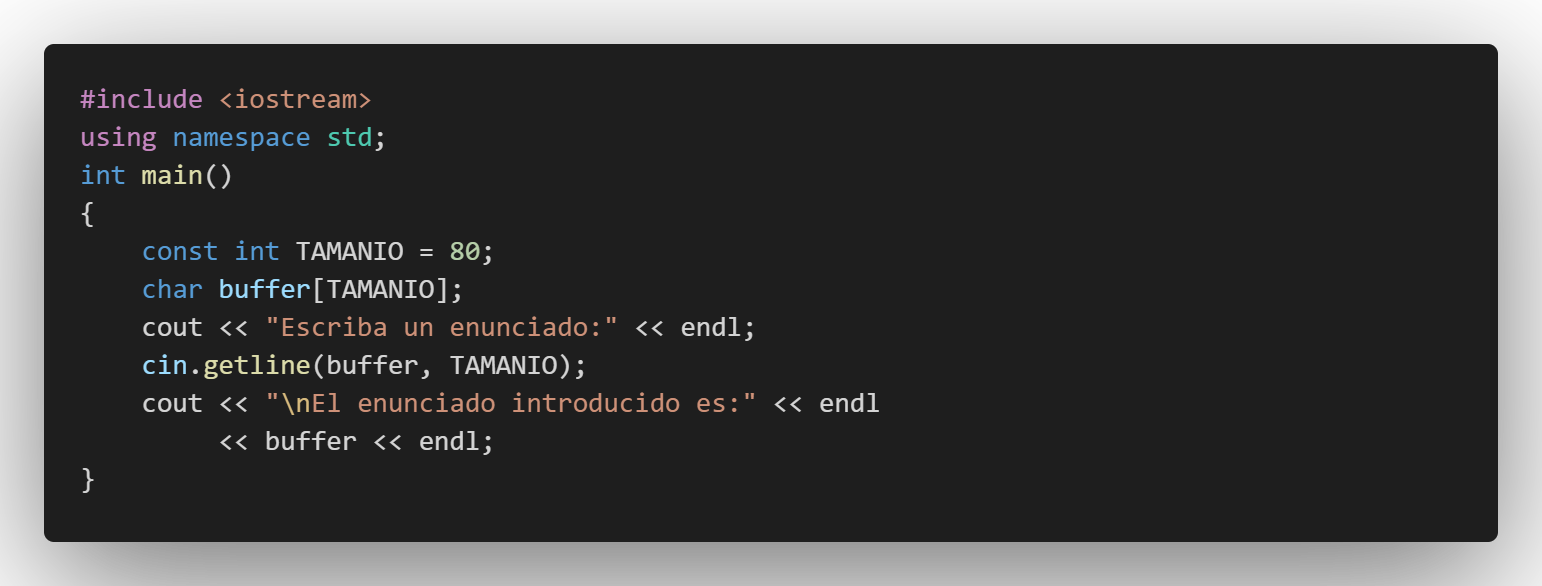 #include <iostream>
using namespace std;
int main()
{
    const int TAMANIO = 80;
    char buffer[TAMANIO];
    cout << "Escriba un enunciado:" << endl;
    cin.getline(buffer, TAMANIO);
    cout << "\nEl enunciado introducido es:" << endl
         << buffer << endl;
}